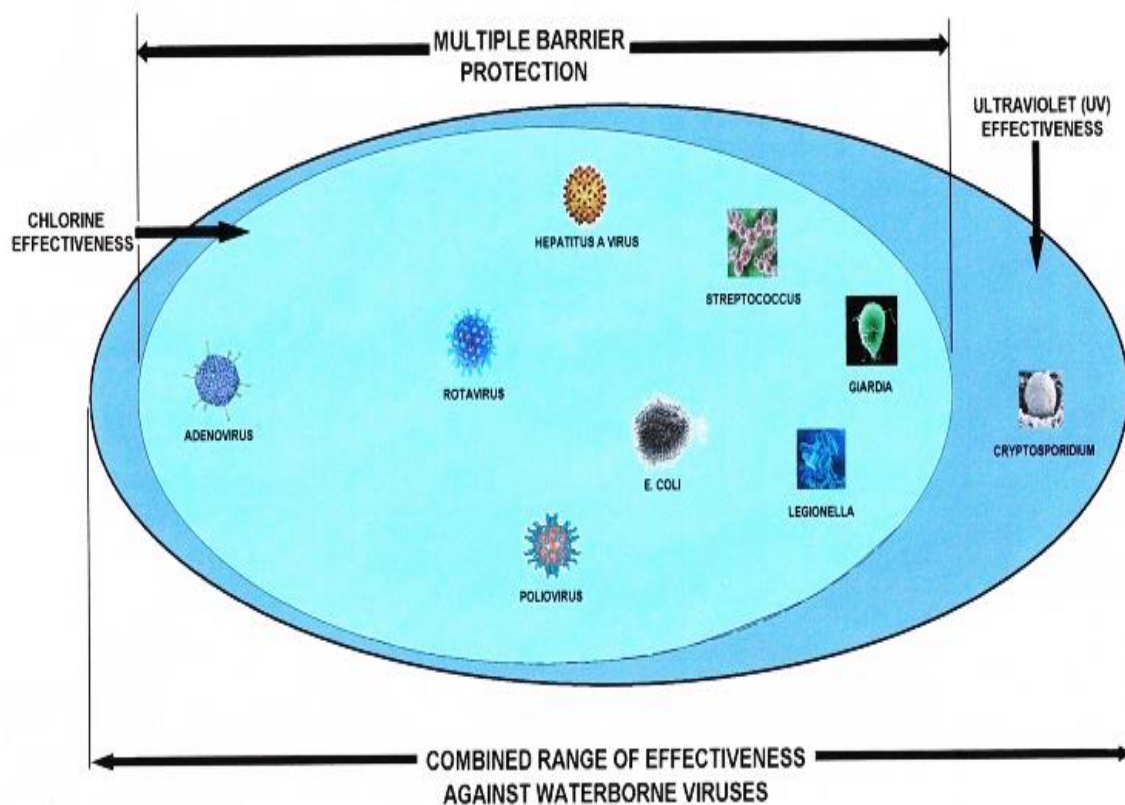 MULTIPLE BARRIER
PROTECTION
ULTRAVIOLET (UV)
EFFECTIVENESS
CHLORINE
EFFECTIVENESS
HEPATITUS A VIRUS
STREPTOCOCCUS
GIARDIA
ROTAVIRUS
ADENOVIRUS
CRYPTOSPORIDIUM
E. COLI
LEGIONELLA
POLIOVIRUS
COMBINED RANGE OF EFFECTIVENESS
AGAINST WATERBORNE VIRUSES